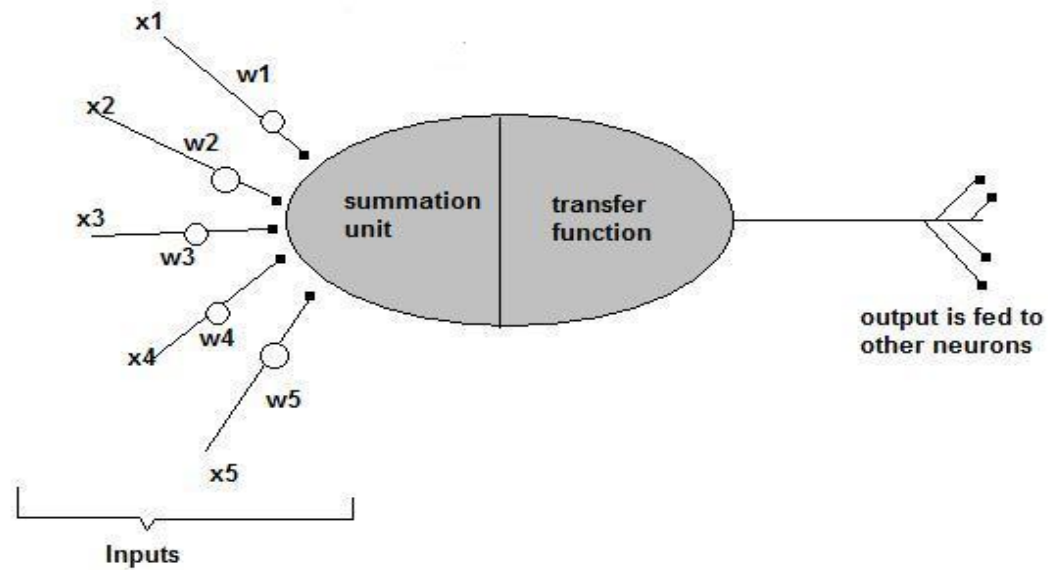 x1
w1
x2
w2
x3
w3
x4
w4
x5
w5
summation
unit
transfer
function
output is fed to
other neurons
Inputs